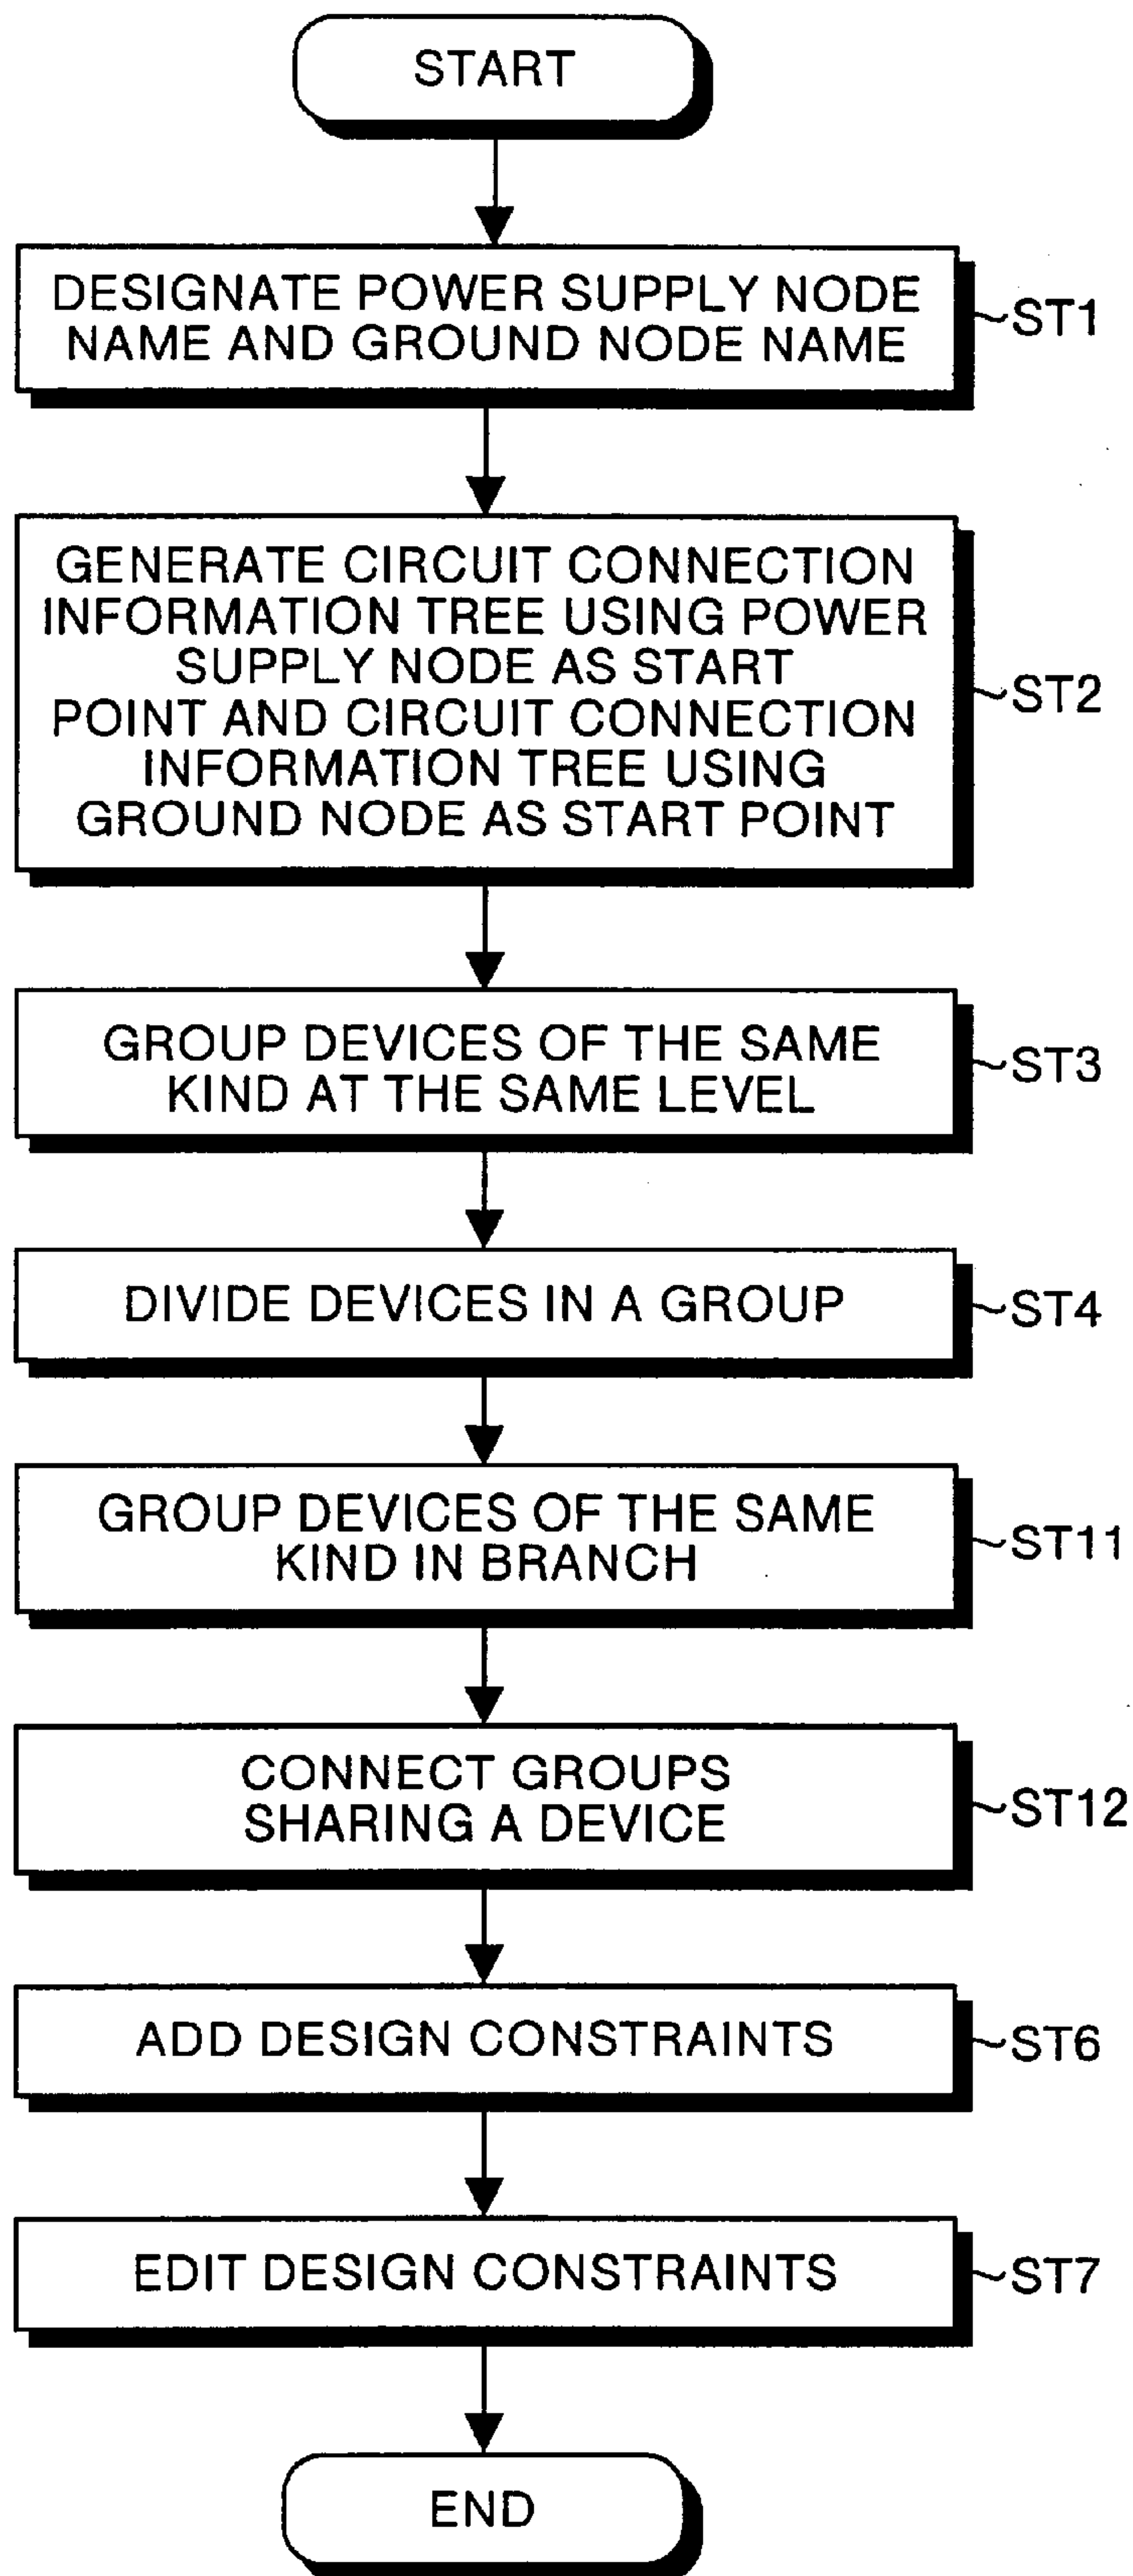 START
DESIGNATE POWER SUPPLY NODE
NAME AND GROUND NODE NAME
ST1
GENERATE CIRCUIT CONNECTION
INFORMATION TREE USING POWER
SUPPLY NODE AS START
POINT AND CIRCUIT CONNECTION
INFORMATION TREE USING
GROUND NODE AS START POINT
ST2
GROUP DEVICES OF THE SAME
KIND AT THE SAME LEVEL
ST3
DIVIDE DEVICES IN A GROUP
ST4
GROUP DEVICES OF THE SAME
KIND IN BRANCH
ST11
CONNECT GROUPS
SHARING A DEVICE
ST12
ADD DESIGN CONSTRAINTS
ST6
EDIT DESIGN CONSTRAINTS
ST7
END